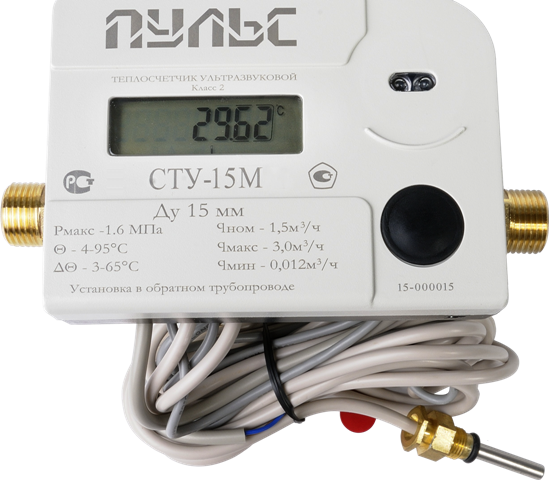 ПУЛЬС
ТЕПЛОСЧЕТЧИК УЛЬТРАЗВУКОВОЙ
Класс 2
29.62 °C
РСТ СТУ-15М
Ду 15 мм
Рмакс -1.6 МПа qном - 1,5м³/ч
Θ - 4-95°C qмакс - 3,0м³/ч
ΔΘ - 3-65°C qмин - 0,012м³/ч
Установка в обратном трубопроводе
15-000015